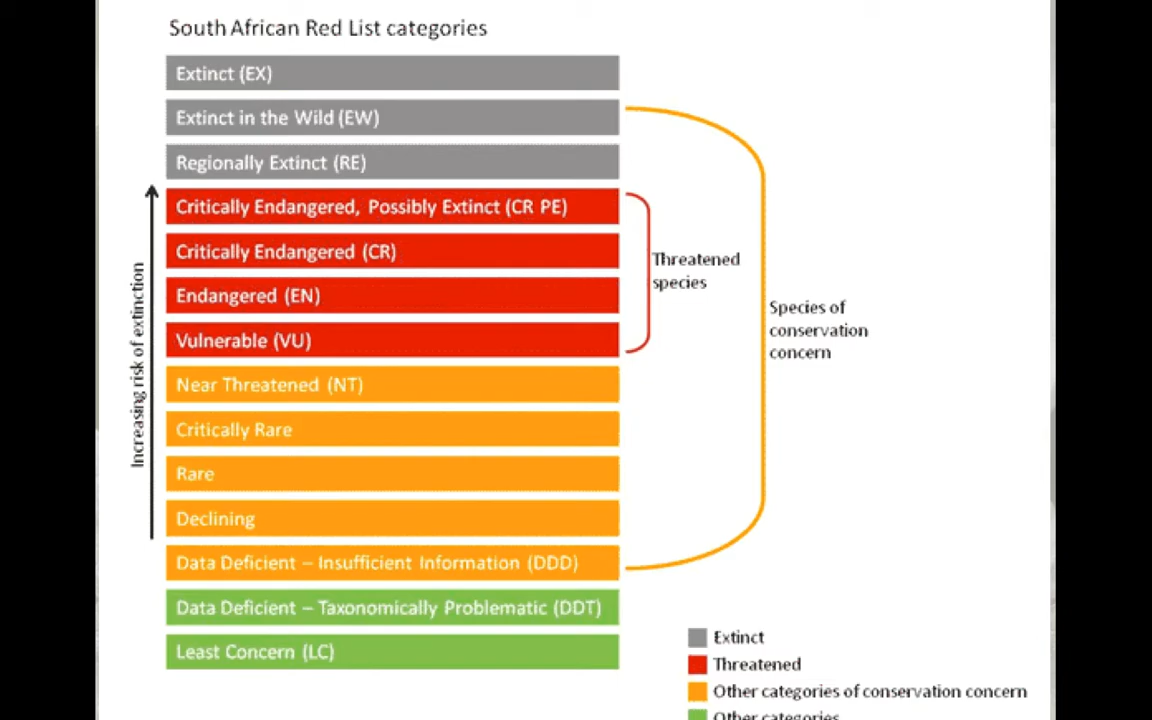 South African Red List categories
Extinct (EX)
Extinct in the Wild (EW)
Regionally Extinct (RE)
Critically Endangered, Possibly Extinct (CR PE)
Critically Endangered (CR)
Endangered (EN)
Vulnerable (VU)
Near Threatened (NT)
Critically Rare
Rare
Declining
Data Deficient – Insufficient Information (DDD)
Data Deficient – Taxonomically Problematic (DDT)
Least Concern (LC)
Increasing risk of extinction
Threatened
species
Species of
conservation
concern
Extinct
Threatened
Other categories of conservation concern
Other categories